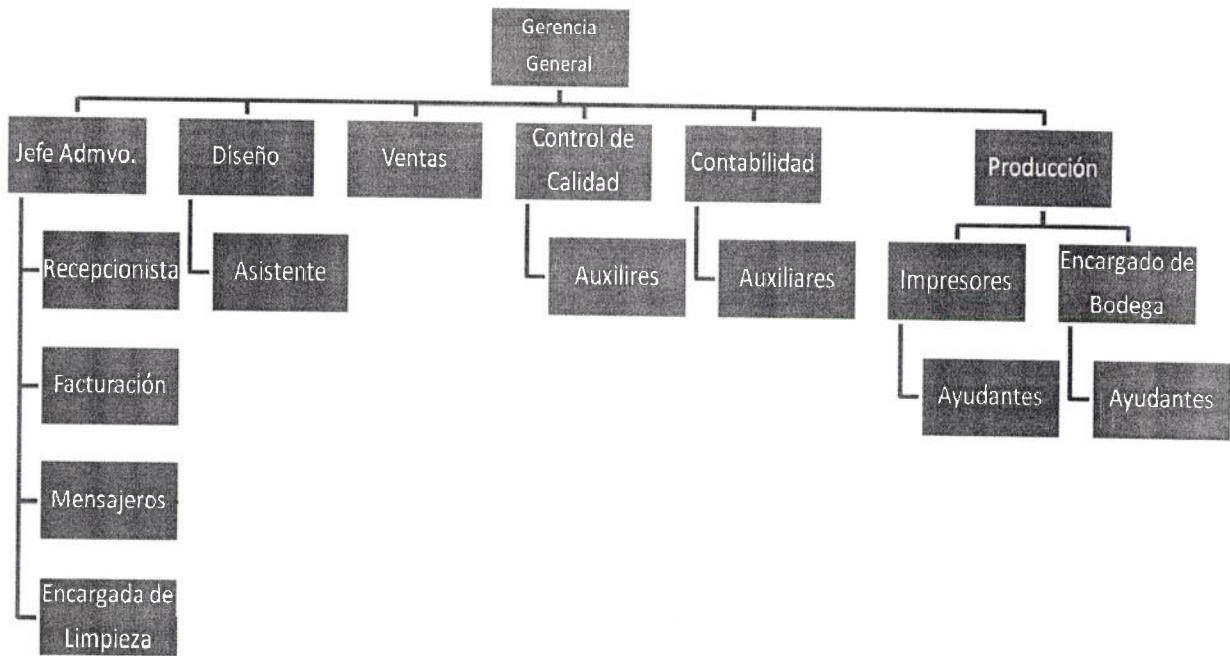 Gerencia
General
Jefe Admvo.
Diseño
Ventas
Control de
Calidad
Contabilidad
Producción
Recepcionista
Asistente
Auxilires
Auxiliares
Impresores
Encargado de
Bodega
Facturación
Ayudantes
Ayudantes
Mensajeros
Encargada de
Limpieza